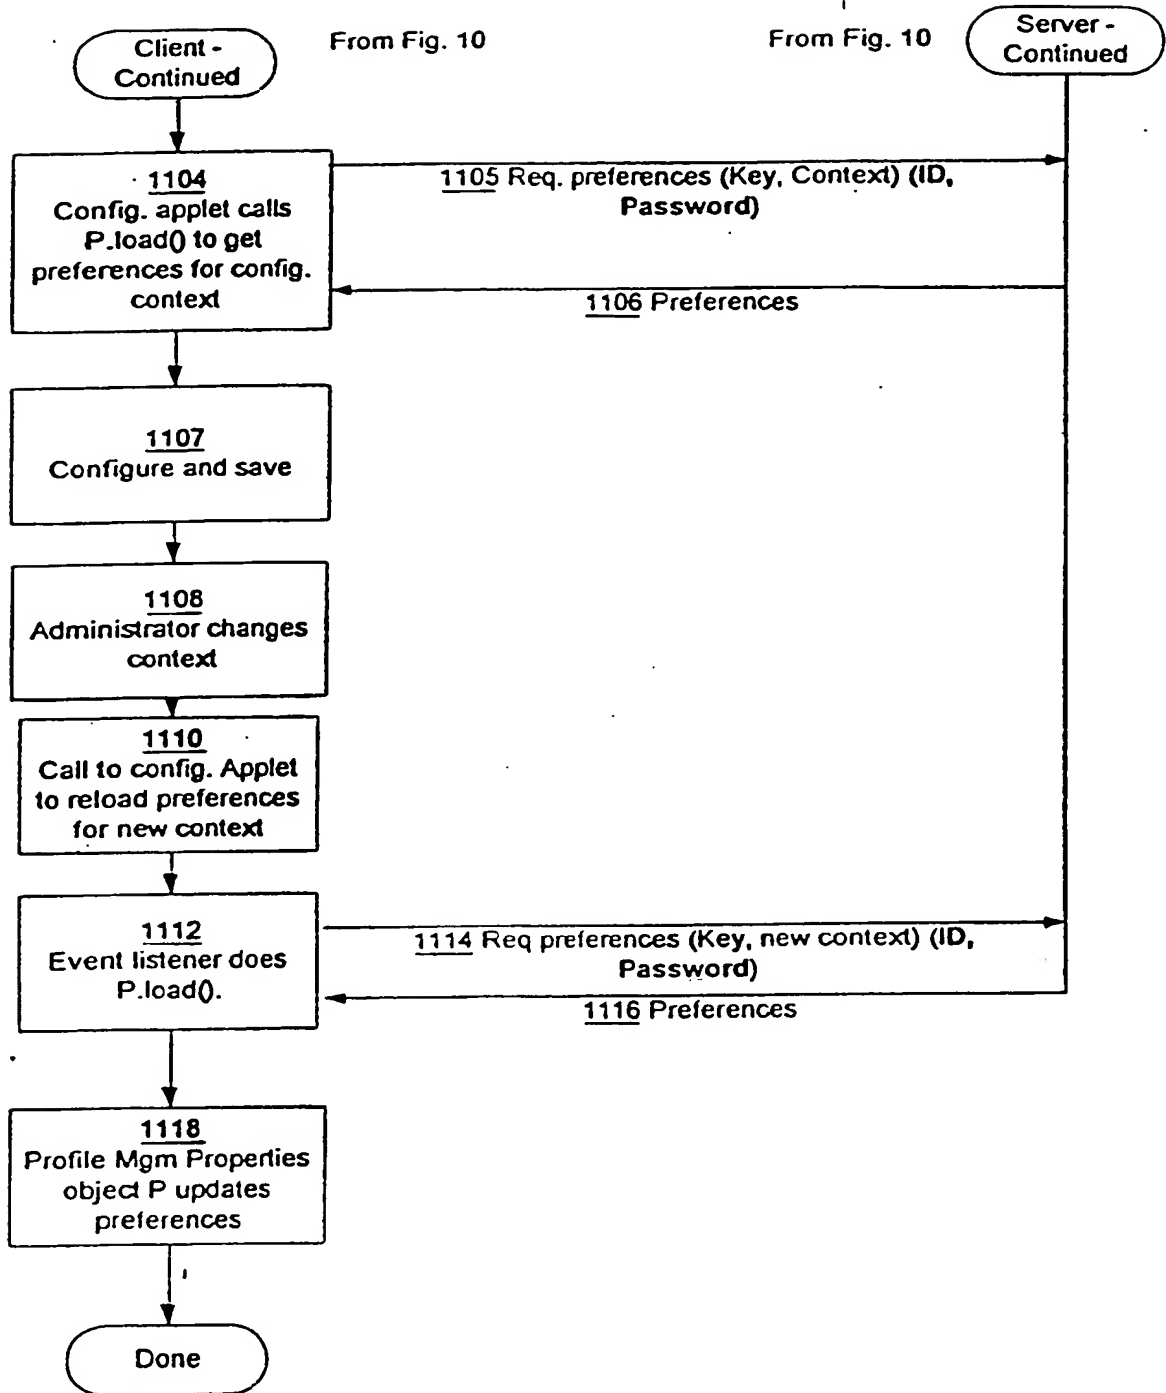 Client -
Continued
From Fig. 10
From Fig. 10
Server -
Continued
1104
Config. applet calls
P.load() to get
preferences for config.
context
1105 Req. preferences (Key, Context) (ID,
Password)
1106 Preferences
1107
Configure and save
1108
Administrator changes
context
1110
Call to config. Applet
to reload preferences
for new context
1112
Event listener does
P.load().
1114 Req preferences (Key, new context) (ID,
Password)
1116 Preferences
1118
Profile Mgm Properties
object P updates
preferences
Done